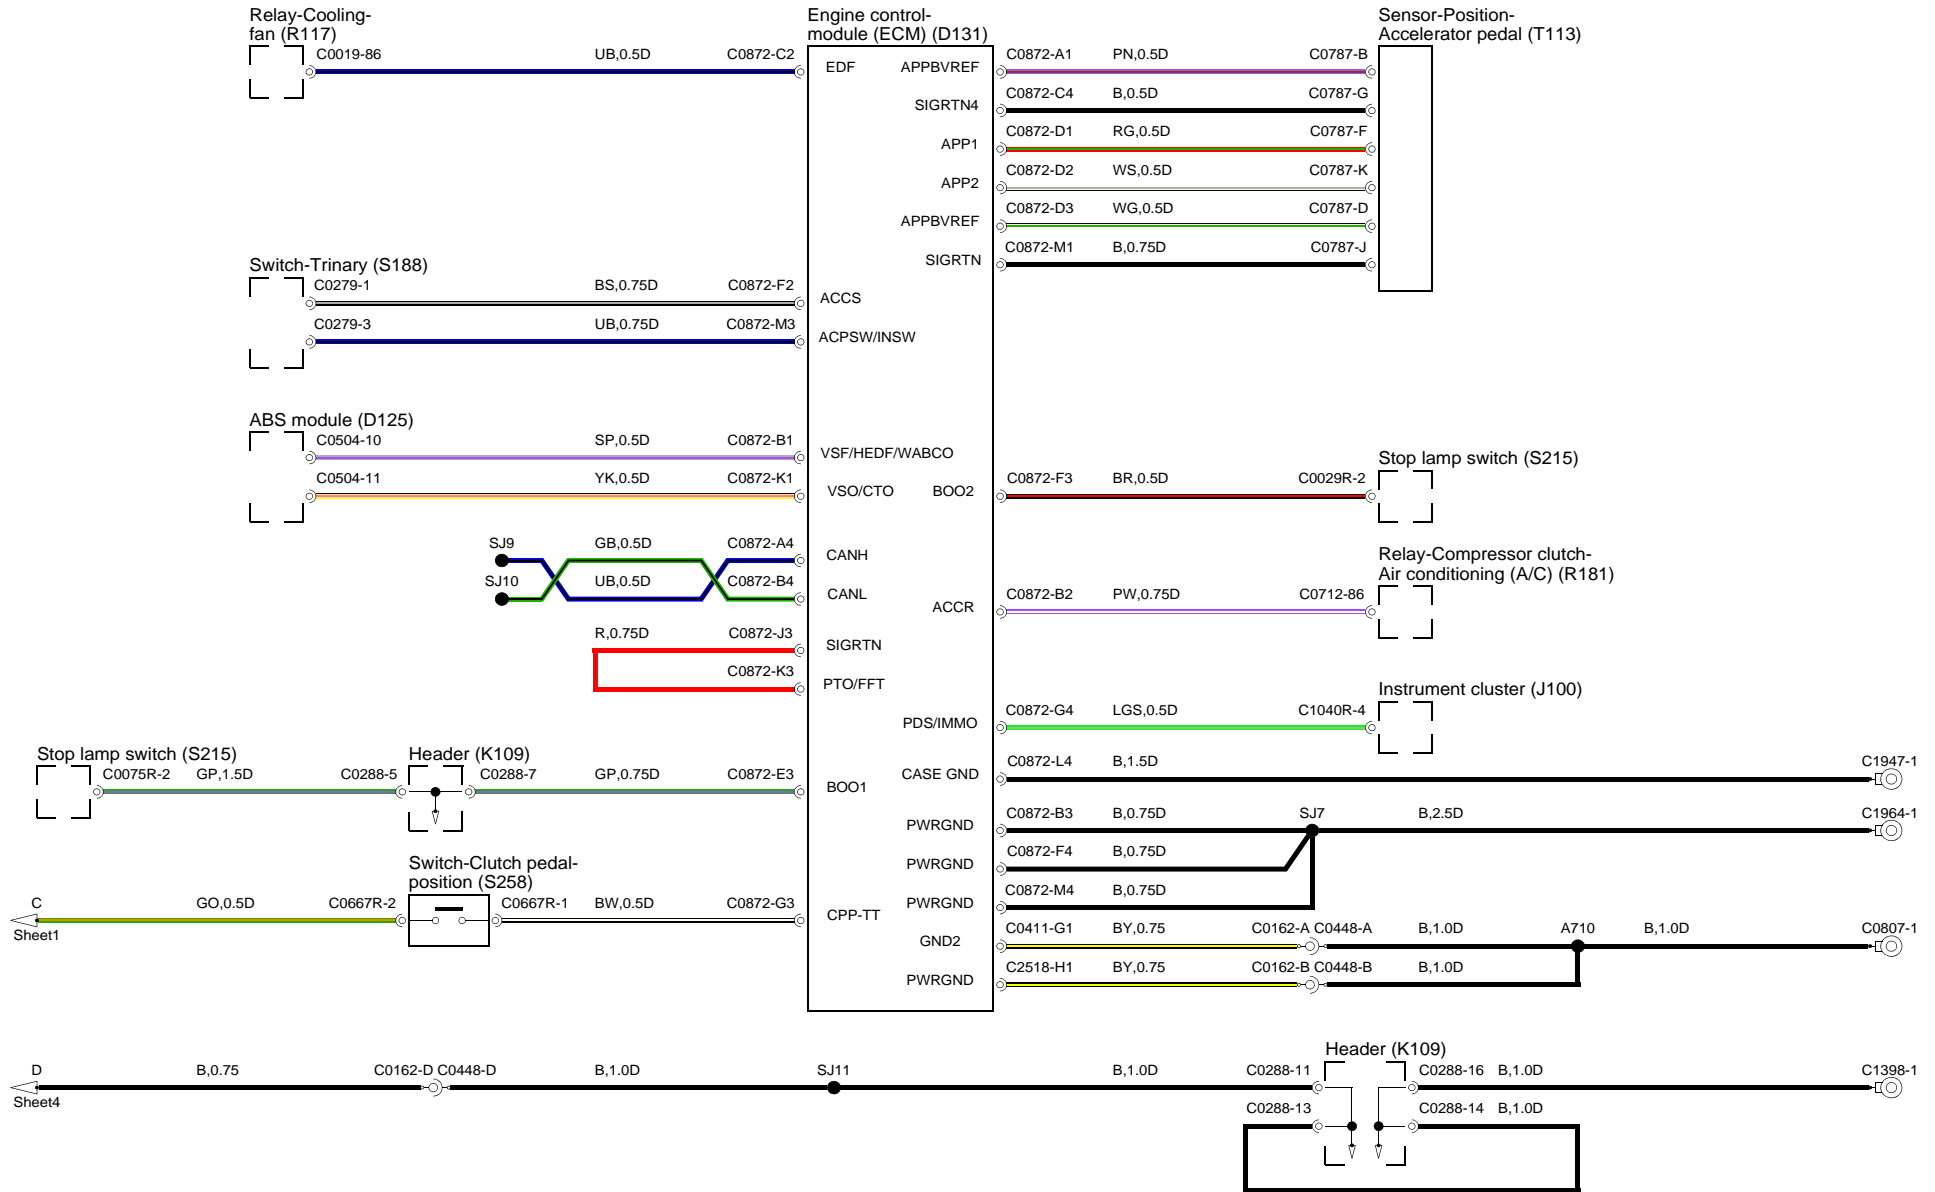 Relay-Cooling-
fan (R117)
C0019-86 UB,0.5D C0872-C2
Engine control-
module (ECM) (D131)
Sensor-Position-
Accelerator pedal (T113)
EDF APPBVREF
C0872-A1 PN,0.5D C0787-B
SIGRTN4
C0872-C4 B,0.5D C0787-G
APP1
C0872-D1 RG,0.5D C0787-F
APP2
C0872-D2 WS,0.5D C0787-K
APPBVREF
C0872-D3 WG,0.5D C0787-D
SIGRTN
C0872-M1 B,0.75D C0787-J
Switch-Trinary (S188)
C0279-1 BS,0.75D C0872-F2
ACCS
C0279-3 UB,0.75D C0872-M3
ACPSW/INSW
ABS module (D125)
C0504-10 SP,0.5D C0872-B1
VSF/HEDF/WABCO
C0504-11 YK,0.5D C0872-K1
VSO/CTO BOO2
Stop lamp switch (S215)
C0872-F3 BR,0.5D C0029R-2
SJ9 GB,0.5D C0872-A4
CANH
SJ10 UB,0.5D C0872-B4
CANL
Relay-Compressor clutch-
Air conditioning (A/C) (R181)
ACCR
C0872-B2 PW,0.75D C0712-86
R,0.75D C0872-J3
SIGRTN
C0872-K3
PTO/FFT
Instrument cluster (J100)
PDS/IMMO
C0872-G4 LGS,0.5D C1040R-4
Stop lamp switch (S215)
Header (K109)
C0075R-2 GP,1.5D C0288-5 C0288-7 GP,0.75D C0872-E3
BOO1
CASE GND
C0872-L4 B,1.5D C1947-1
PWRGND
C0872-B3 B,0.75D SJ7 B,2.5D C1964-1
PWRGND
C0872-F4 B,0.75D
PWRGND
C0872-M4 B,0.75D
Switch-Clutch pedal-
position (S258)
C GO,0.5D C0667R-2 C0667R-1 BW,0.5D C0872-G3
Sheet1
CPP-TT
GND2
C0411-G1 BY,0.75 C0162-A C0448-A B,1.0D A710 B,1.0D C0807-1
PWRGND
C2518-H1 BY,0.75 C0162-B C0448-B B,1.0D
Header (K109)
D B,0.75 C0162-D C0448-D B,1.0D SJ11 B,1.0D C0288-11 C0288-16 B,1.0D C1398-1
Sheet4
C0288-13 C0288-14 B,1.0D